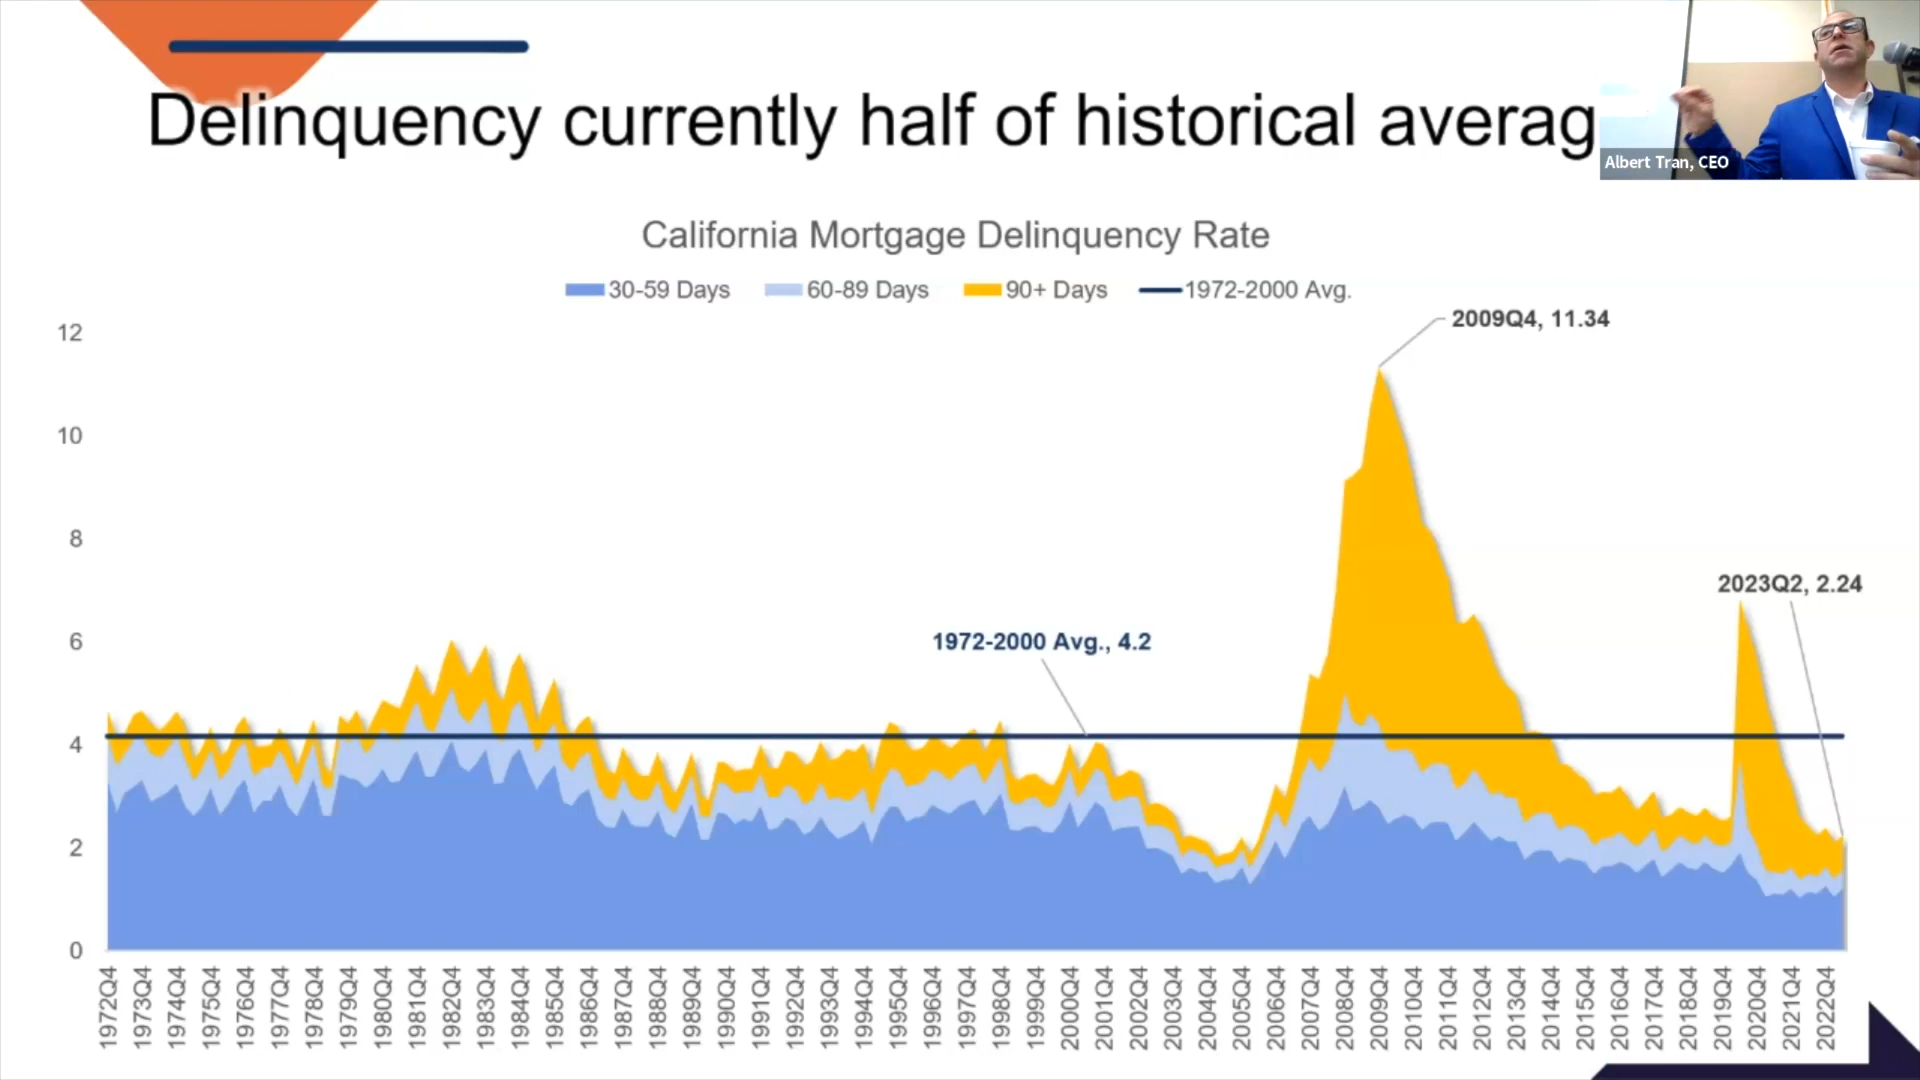 Delinquency currently half of historical averag
Albert Tran, CEO
California Mortgage Delinquency Rate
30-59 Days 60-89 Days 90+ Days 1972-2000 Avg.
2009Q4, 11.34
2023Q2, 2.24
1972-2000 Avg., 4.2
12
10
8
6
4
2
0
1972Q4
1973Q4
1974Q4
1975Q4
1976Q4
1977Q4
1978Q4
1979Q4
1980Q4
1981Q4
1982Q4
1983Q4
1984Q4
1985Q4
1986Q4
1987Q4
1988Q4
1989Q4
1990Q4
1991Q4
1992Q4
1993Q4
1994Q4
1995Q4
1996Q4
1997Q4
1998Q4
1999Q4
2000Q4
2001Q4
2002Q4
2003Q4
2004Q4
2005Q4
2006Q4
2007Q4
2008Q4
2009Q4
2010Q4
2011Q4
2012Q4
2013Q4
2014Q4
2015Q4
2016Q4
2017Q4
2018Q4
2019Q4
2020Q4
2021Q4
2022Q4